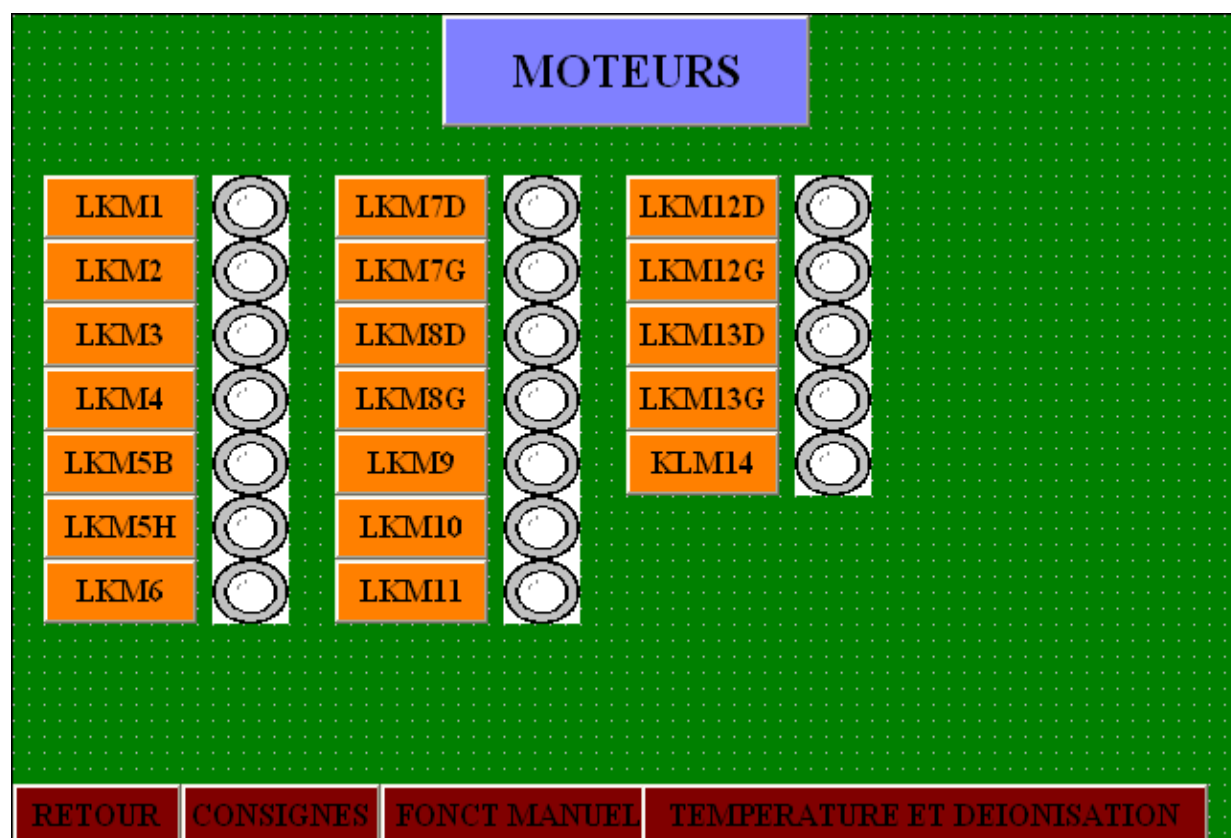 MOTEURS
LKM1
LKM2
LKM3
LKM4
LKM5B
LKM5H
LKM6
LKM7D
LKM7G
LKM8D
LKM8G
LKM9
LKM10
LKM11
LKM12D
LKM12G
LKM13D
LKM13G
KLM14
RETOUR
CONSIGNES
FONCT MANUEL
TEMPERATURE ET DEIONISATION